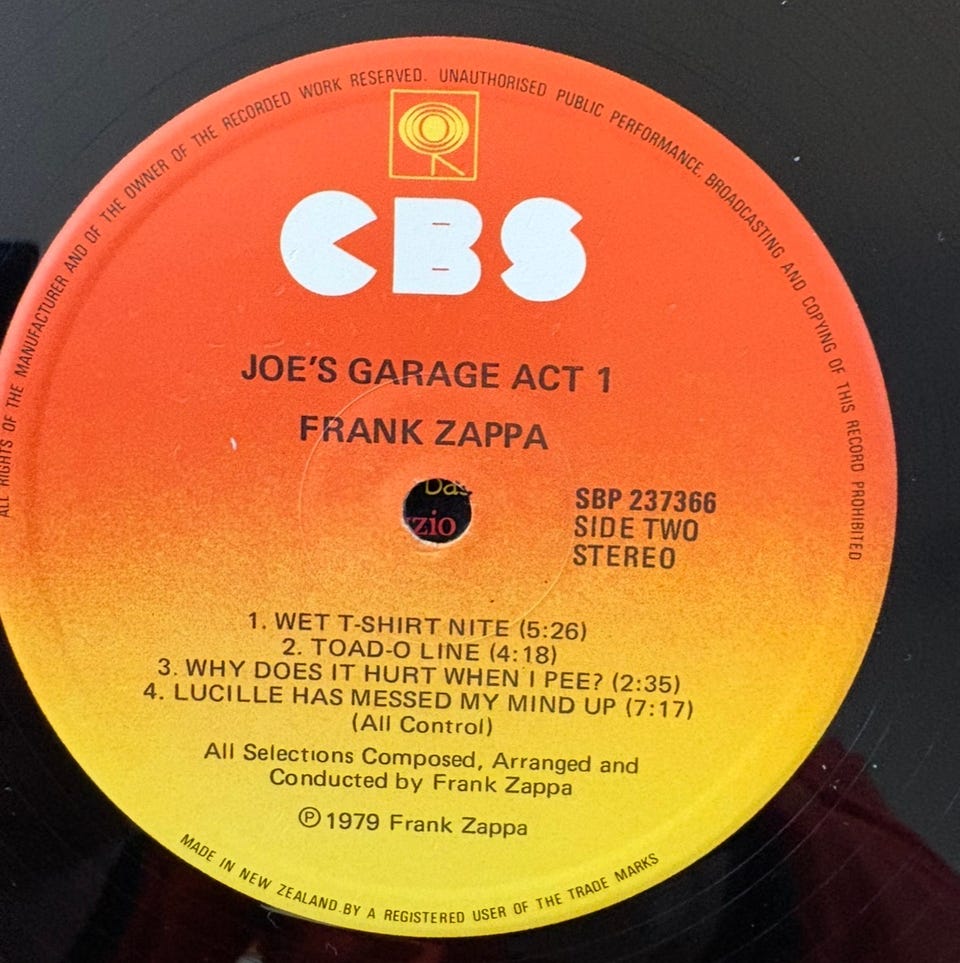 ALL RIGHTS OF THE MANUFACTURER AND OF THE OWNER OF THE RECORDED WORK RESERVED. UNAUTHORISED PUBLIC PERFORMANCE, BROADCASTING AND COPYING OF THIS RECORD PROHIBITED
CBS
JOE'S GARAGE ACT 1
FRANK ZAPPA
Das
zio
SBP 237366
SIDE TWO
STEREO
1. WET T-SHIRT NITE (5:26)
2. TOAD-O LINE (4:18)
3. WHY DOES IT HURT WHEN I PEE? (2:35)
4. LUCILLE HAS MESSED MY MIND UP (7:17)
(All Control)
All Selections Composed, Arranged and
Conducted by Frank Zappa
℗ 1979 Frank Zappa
MADE IN NEW ZEALAND.BY A REGISTERED USER OF THE TRADE MARKS